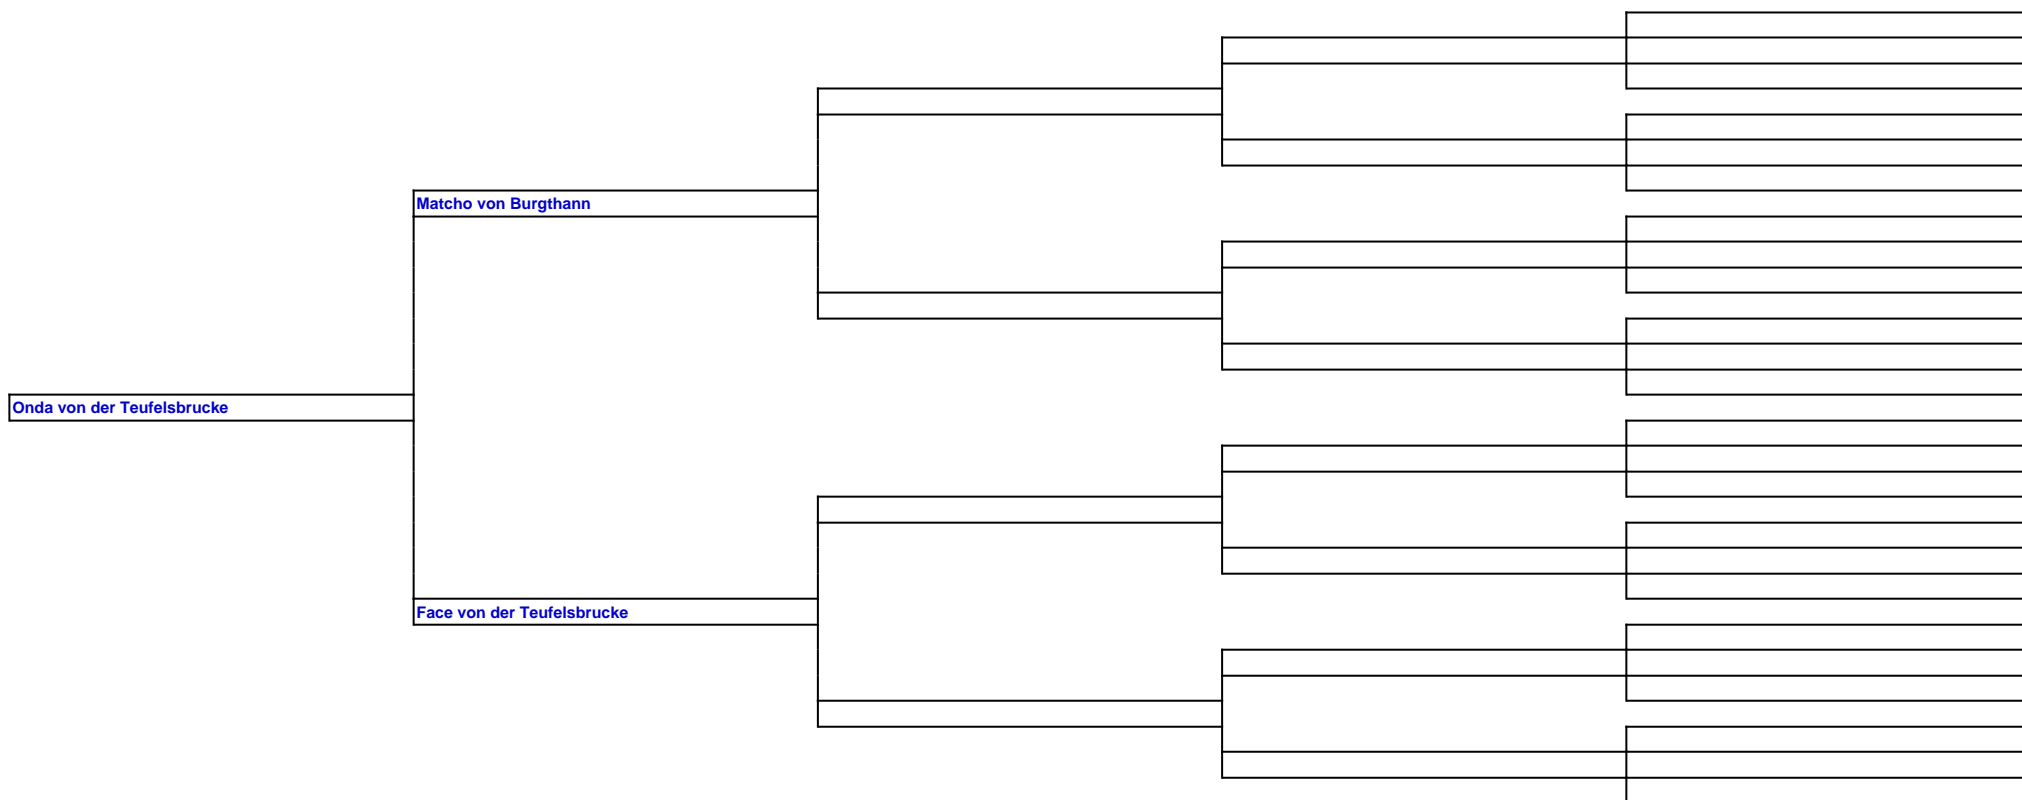 Matcho von Burgthann
Onda von der Teufelsbrucke
Face von der Teufelsbrucke